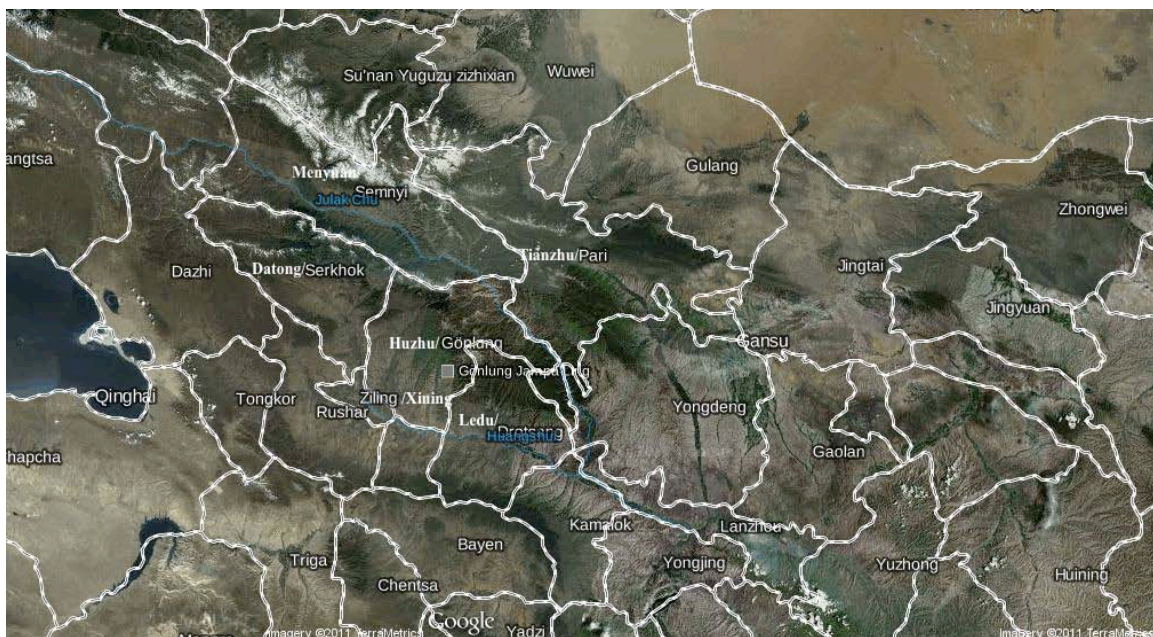 Su'nan Yuguzu zizhixian
Wuwei
angtsa
Gulang
Menyuan/
Semnyi
Julak Chu
Zhongwei
Tianzhu/Pari
Dazhi
Datong/Serkhok
Jingtai
Jingyuan
Huzhu/ Gönlung
Gansu
Gönlung Jampa Ling
Qinghai
Tongkor
Ziling /Xining
Rushar
Yongdeng
Ledu/
Drotsang
Huangshui
hapcha
Gaolan
Kamalok
Lanzhou
Bayen
Triga
Yongjing
Yuzhong
Huining
Chentsa
Google
Yadzi
Imagery ©2011 TerraMetrics
Imagery ©2011 TerraMetrics